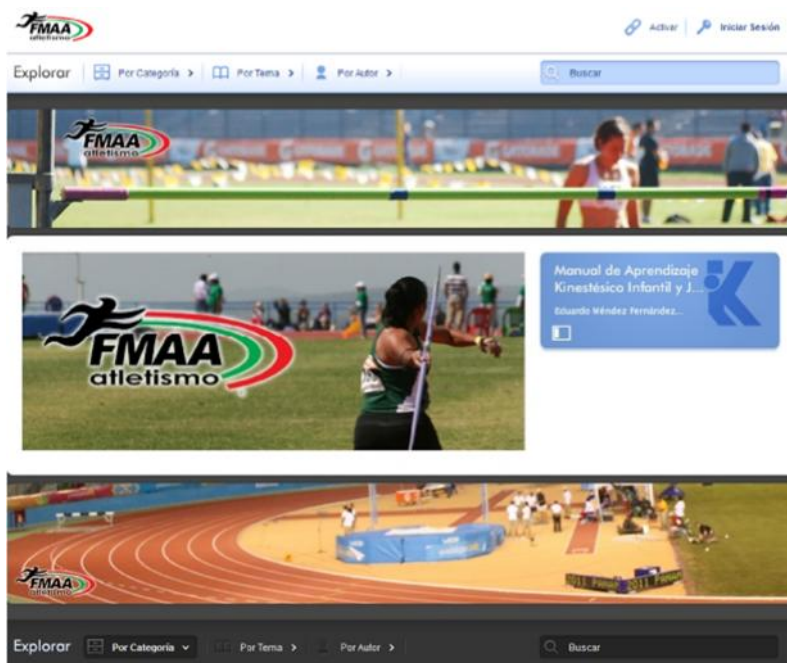 FMAA
atletismo
Activar
Iniciar Sesión
Explorar
Por Categoría
Por Tema
Por Autor
Buscar
FMAA
atletismo
FMAA
atletismo
Manual de Aprendizaje
Kinestésico Infantil y J...
Eduardo Méndez Fernández...
FMAA
atletismo
2011
Explorar
Por Categoría
Por Tema
Por Autor
Buscar